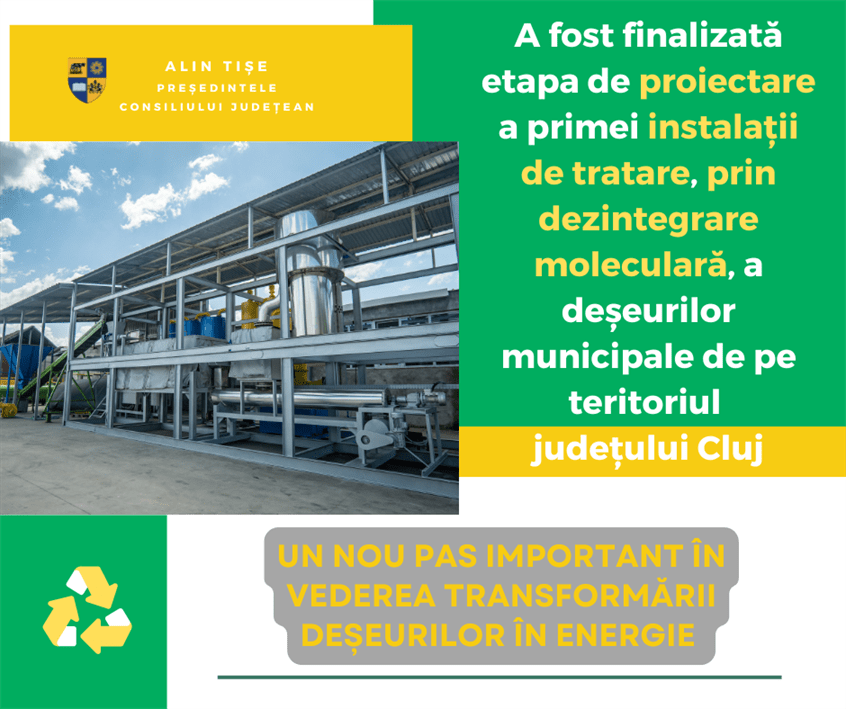 ALIN TIȘE
PREȘEDINTELE
CONSILIULUI JUDEȚEAN
A fost finalizată
etapa de proiectare
a primei instalații
de tratare, prin
dezintegrare
moleculară, a
deșeurilor
municipale de pe
teritoriul
județului Cluj
UN NOU PAS IMPORTANT ÎN
VEDEREA TRANSFORMĂRII
DEȘEURILOR ÎN ENERGIE